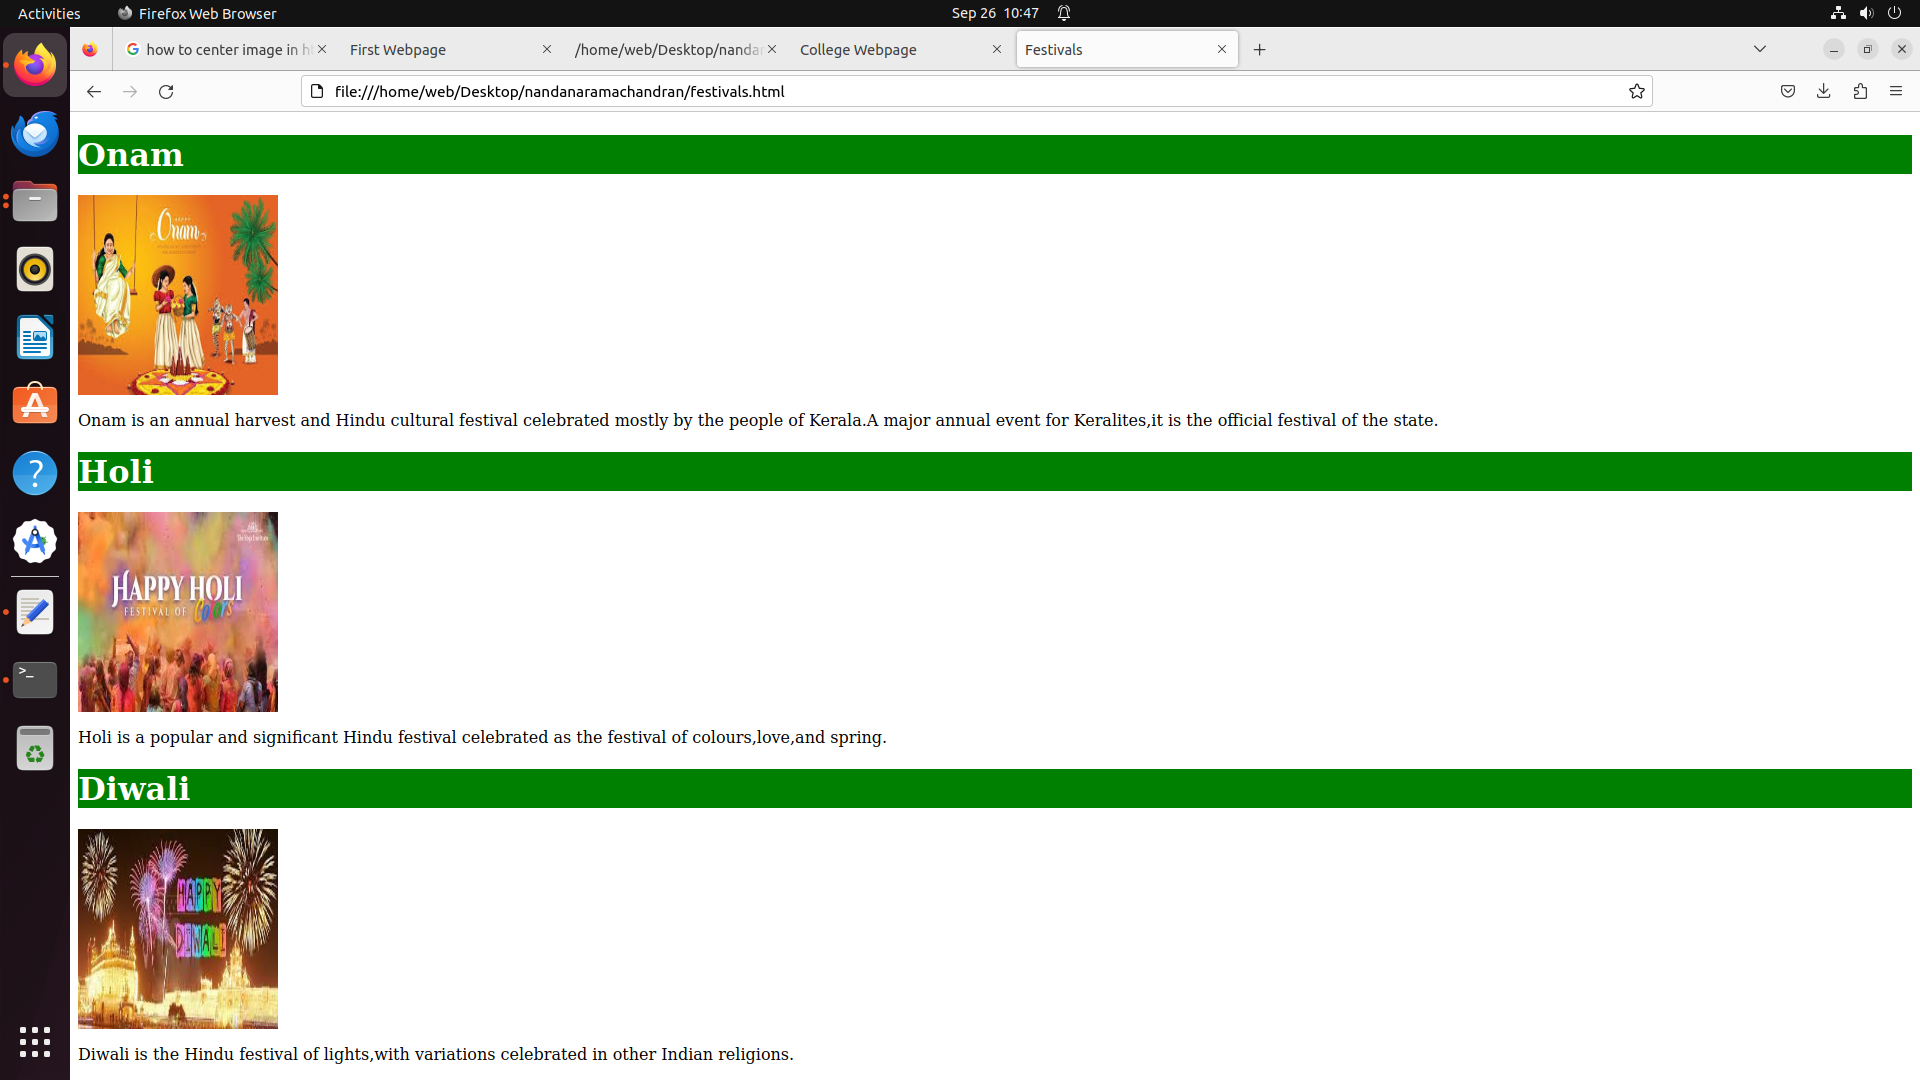 Activities
Firefox Web Browser
Sep 26 10:47
how to center image in ht
First Webpage
/home/web/Desktop/nandar
College Webpage
Festivals
file:///home/web/Desktop/nandanaramachandran/festivals.html
Onam
HAPPY
Onam
Onam is an annual harvest and Hindu cultural festival celebrated mostly by the people of Kerala.A major annual event for Keralites,it is the official festival of the state.
Holi
HAPPY HOLI
FESTIVAL OF Colors
Holi is a popular and significant Hindu festival celebrated as the festival of colours,love,and spring.
Diwali
HAPPY
DIWALI
Diwali is the Hindu festival of lights,with variations celebrated in other Indian religions.